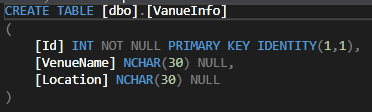 CREATE TABLE [dbo].[VanueInfo]
(
[Id] INT NOT NULL PRIMARY KEY IDENTITY(1,1),
[VenueName] NCHAR(30) NULL,
[Location] NCHAR(30) NULL
)